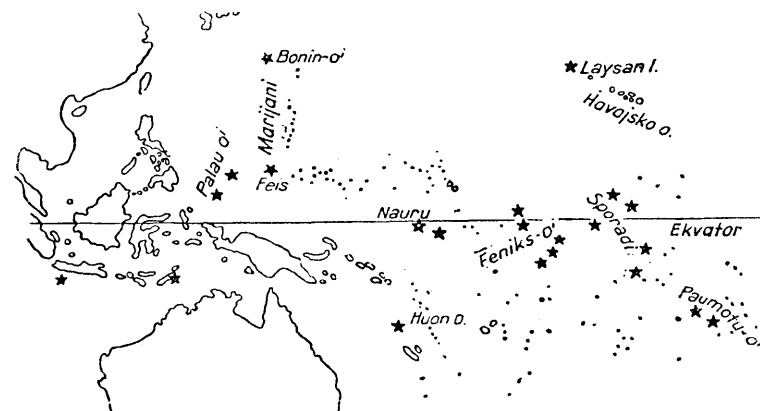 Bonin-o'
Laysan I.
Havajsko o.
Marijani
Palau o'
Feis
Nauru
Sporadi
Feniks-o'
Ekvator
Huon o.
Paumotu-o'